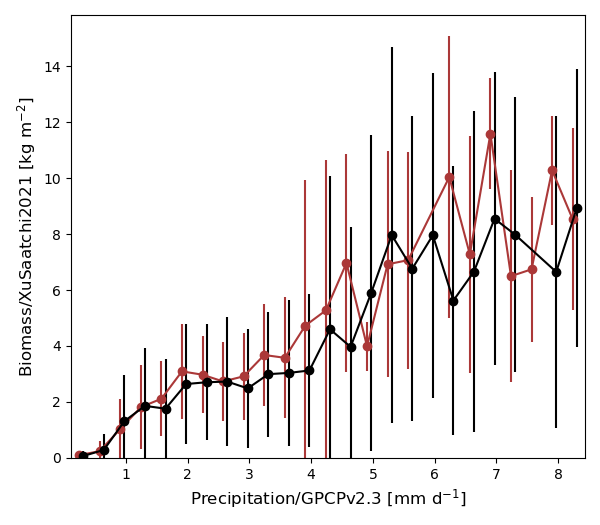 Biomass/XuSaatchi2021 [kg m⁻²]
14
12
10
8
6
4
2
0
1 2 3 4 5 6 7 8
Precipitation/GPCPv2.3 [mm d⁻¹]